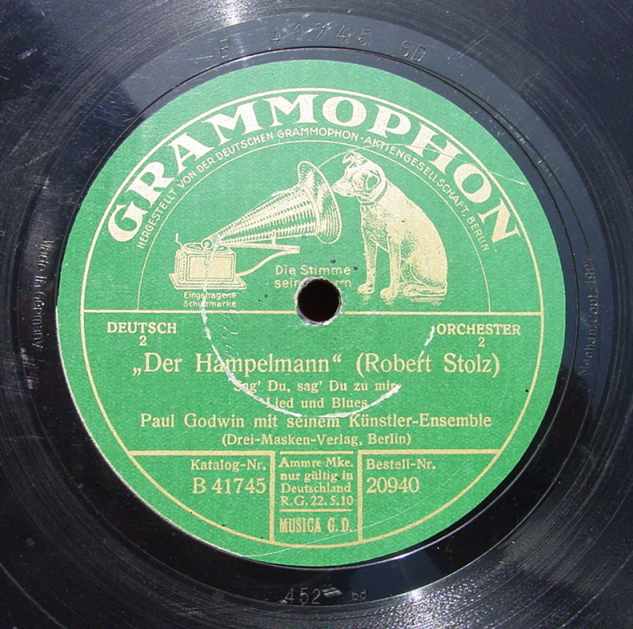 GRAMMOPHON
HERGESTELLT VON DER DEUTSCHEN GRAMMOPHON-AKTIENGESELLSCHAFT, BERLIN
Die Stimme
seines Herrn
Eingetragene
Schutzmarke
DEUTSCH
2
ORCHESTER
2
„Der Hampelmann“ (Robert Stolz)
Sag' Du, sag' Du zu mir
Lied und Blues
Paul Godwin mit seinem Künstler-Ensemble
(Drei-Masken-Verlag, Berlin)
Katalog-Nr.
B 41745
Ammre Mke.
nur gültig in
Deutschland
R.G. 22.5.10
MUSICA G.D.
Bestell-Nr.
20940
Made in Germany
452